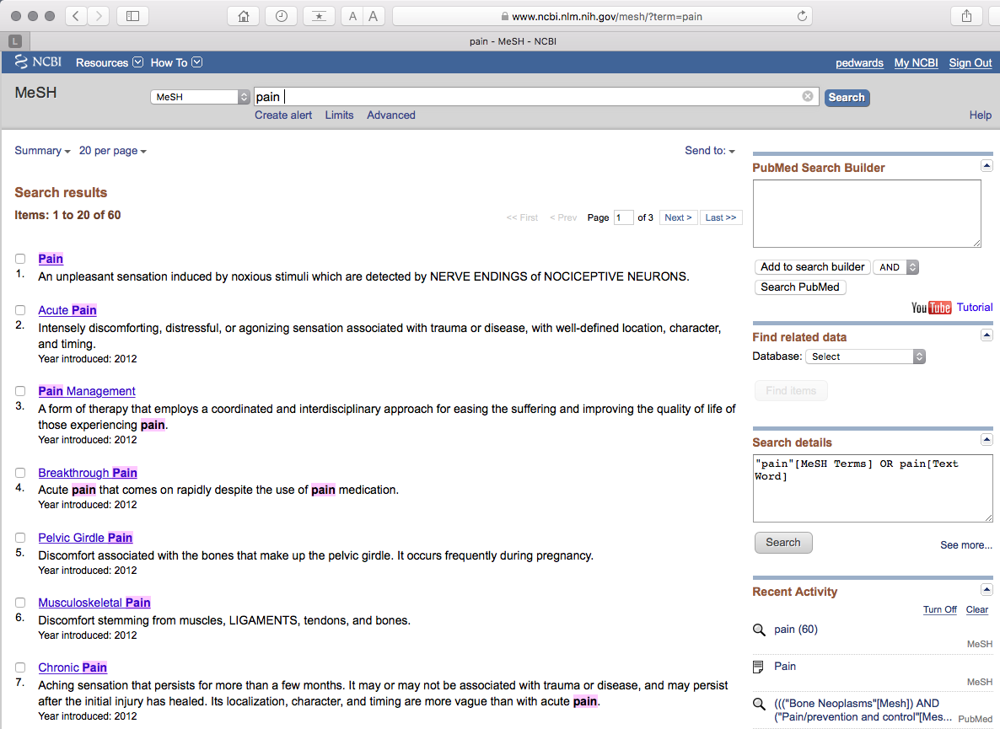 A A
www.ncbi.nlm.nih.gov/mesh/?term=pain
L
pain - MeSH - NCBI
NCBI Resources How To pedwards My NCBI Sign Out
MeSH
MeSH pain Search
Create alert Limits Advanced Help
Summary 20 per page Send to:
Search results
Items: 1 to 20 of 60
<< First < Prev Page 1 of 3 Next > Last >>
Pain
1. An unpleasant sensation induced by noxious stimuli which are detected by NERVE ENDINGS of NOCICEPTIVE NEURONS.
Acute Pain
2. Intensely discomforting, distressful, or agonizing sensation associated with trauma or disease, with well-defined location, character,
and timing.
Year introduced: 2012
Pain Management
3. A form of therapy that employs a coordinated and interdisciplinary approach for easing the suffering and improving the quality of life of
those experiencing pain.
Year introduced: 2012
Breakthrough Pain
4. Acute pain that comes on rapidly despite the use of pain medication.
Year introduced: 2012
Pelvic Girdle Pain
5. Discomfort associated with the bones that make up the pelvic girdle. It occurs frequently during pregnancy.
Year introduced: 2012
Musculoskeletal Pain
6. Discomfort stemming from muscles, LIGAMENTS, tendons, and bones.
Year introduced: 2012
Chronic Pain
7. Aching sensation that persists for more than a few months. It may or may not be associated with trauma or disease, and may persist
after the initial injury has healed. Its localization, character, and timing are more vague than with acute pain.
Year introduced: 2012
PubMed Search Builder
Add to search builder AND
Search PubMed
YouTube Tutorial
Find related data
Database: Select
Find items
Search details
"pain"[MeSH Terms] OR pain[Text
Word]
Search See more...
Recent Activity
Turn Off Clear
pain (60)
MeSH
Pain
MeSH
((("Bone Neoplasms"[Mesh]) AND
("Pain/prevention and control"[Mes... PubMed